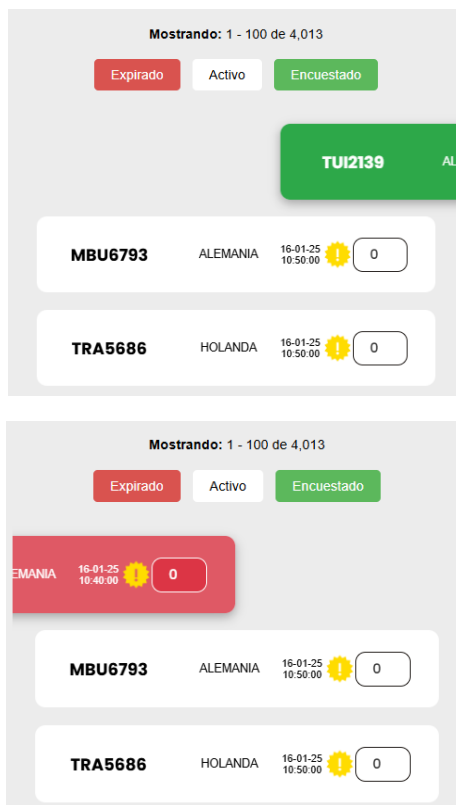 Mostrando: 1 - 100 de 4,013
Expirado Activo Encuestado
TUI2139 AL
MBU6793 ALEMANIA 16-01-25 10:50:00 ! 0
TRA5686 HOLANDA 16-01-25 10:50:00 ! 0
Mostrando: 1 - 100 de 4,013
Expirado Activo Encuestado
EMANIA 16-01-25 10:40:00 ! 0
MBU6793 ALEMANIA 16-01-25 10:50:00 ! 0
TRA5686 HOLANDA 16-01-25 10:50:00 ! 0